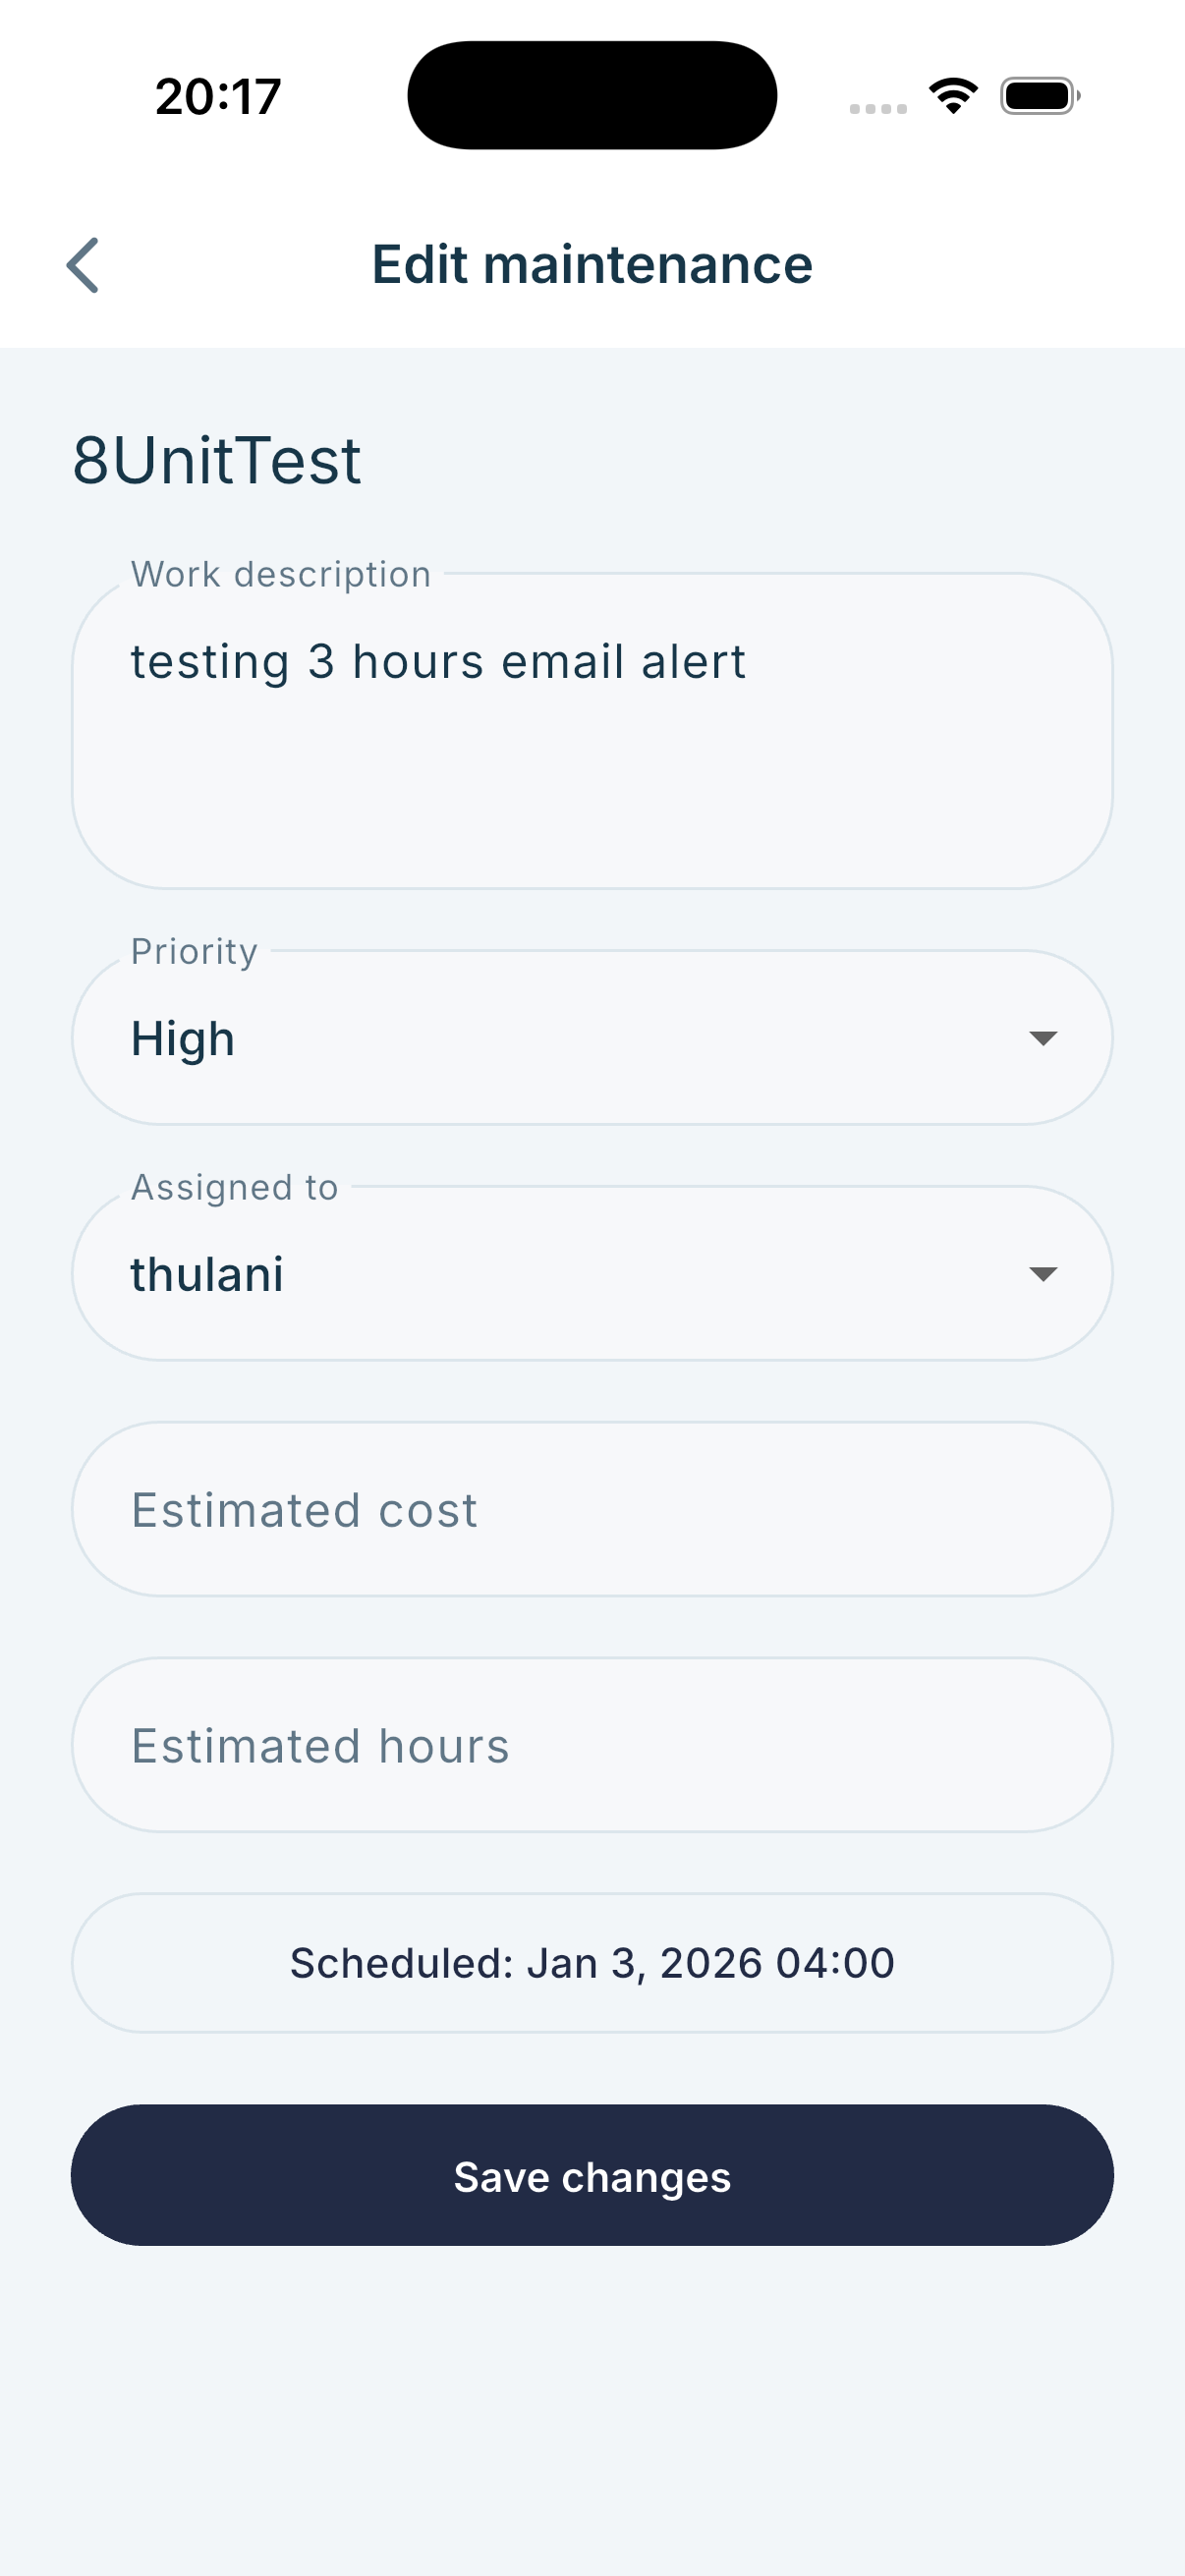 20:17
Edit maintenance
8UnitTest
Work description
testing 3 hours email alert
Priority
High
Assigned to
thulani
Estimated cost
Estimated hours
Scheduled: Jan 3, 2026 04:00
Save changes